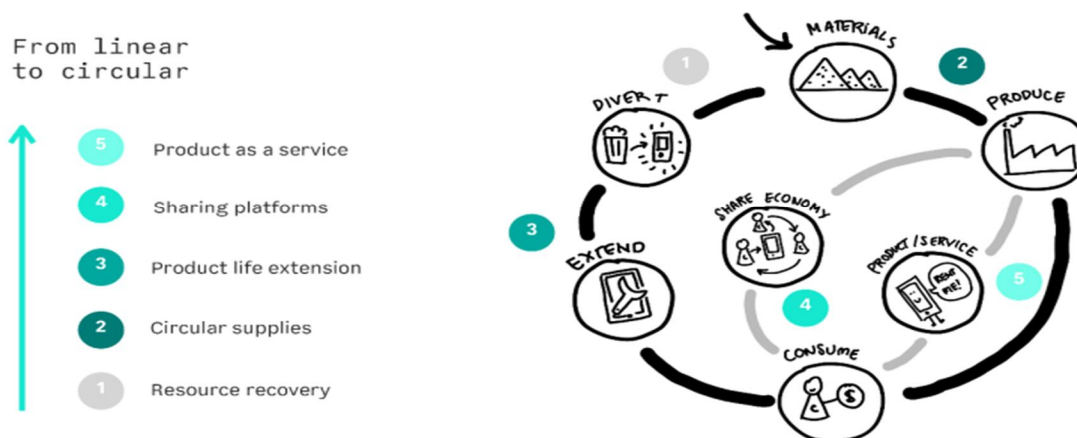 From linear
to circular
5 Product as a service
4 Sharing platforms
3 Product life extension
2 Circular supplies
1 Resource recovery
MATERIALS
1
2
DIVERT
PRODUCE
SHARE ECONOMY
3
EXTEND
PRODUCT/SERVICE
RENT
ME!
5
4
CONSUME
C
$